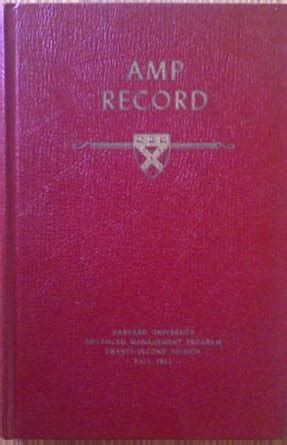 AMP
RECORD
HARVARD UNIVERSITY
ADVANCED MANAGEMENT PROGRAM
TWENTY-SECOND SESSION
FALL